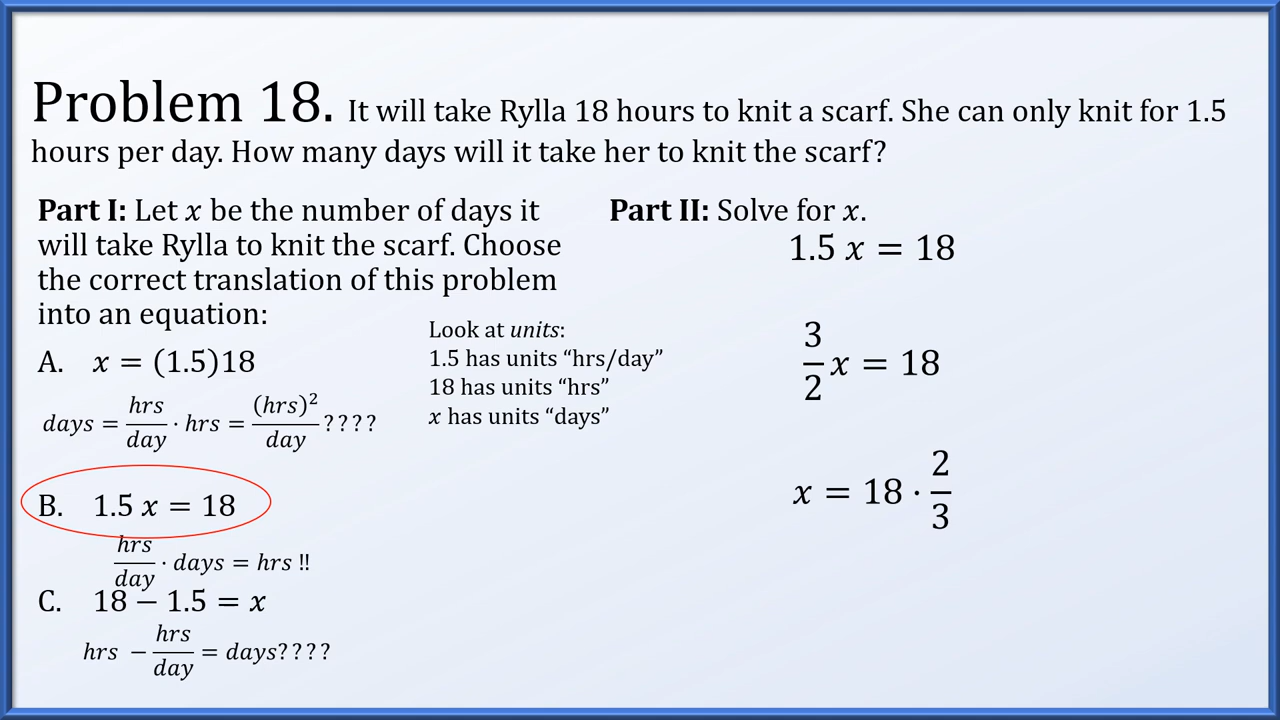 Problem 18. It will take Rylla 18 hours to knit a scarf. She can only knit for 1.5
hours per day. How many days will it take her to knit the scarf?
Part I: Let x be the number of days it
will take Rylla to knit the scarf. Choose
the correct translation of this problem
into an equation:
A. x = (1.5)18
days = hrs/day · hrs = (hrs)²/day ????
B. 1.5 x = 18
hrs/day · days = hrs !!
C. 18 − 1.5 = x
hrs − hrs/day = days????
Look at units:
1.5 has units “hrs/day”
18 has units “hrs”
x has units “days”
Part II: Solve for x.
1.5 x = 18
3/2 x = 18
x = 18 · 2/3